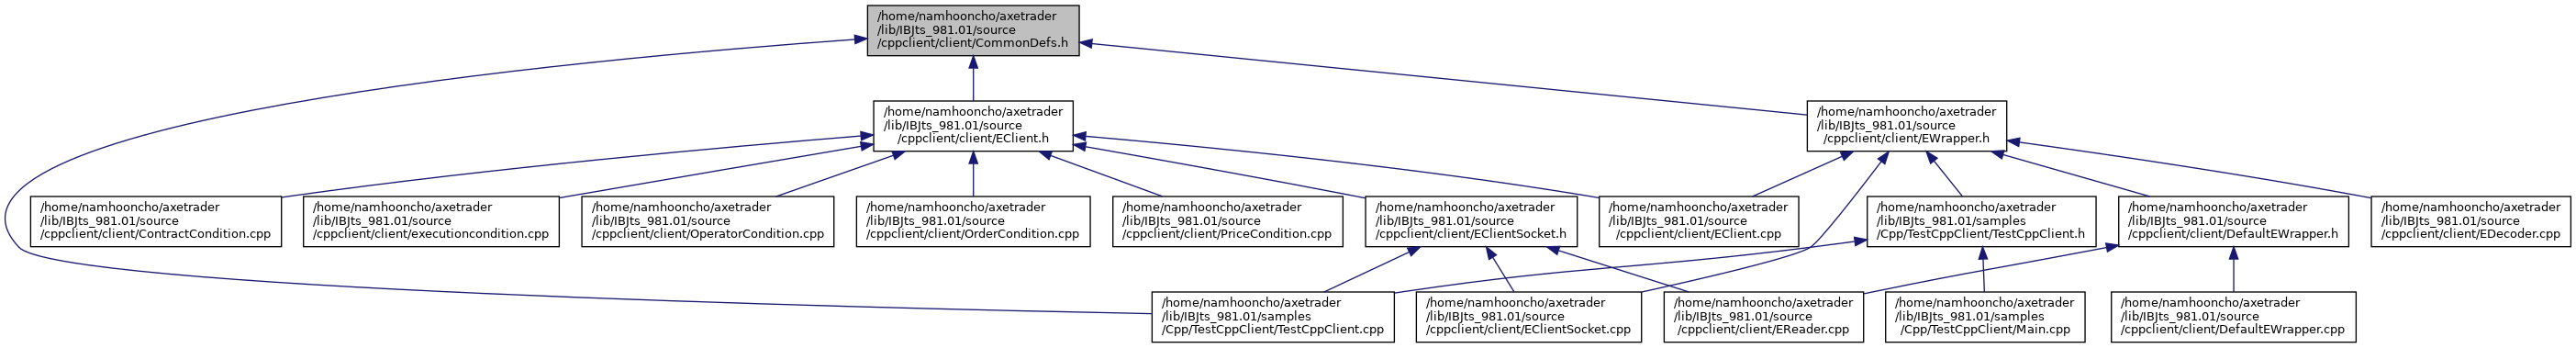 /home/namhooncho/axetrader
/lib/IBJts_981.01/source
/cppclient/client/CommonDefs.h
/home/namhooncho/axetrader
/lib/IBJts_981.01/source
/cppclient/client/EClient.h
/home/namhooncho/axetrader
/lib/IBJts_981.01/source
/cppclient/client/EWrapper.h
/home/namhooncho/axetrader
/lib/IBJts_981.01/source
/cppclient/client/ContractCondition.cpp
/home/namhooncho/axetrader
/lib/IBJts_981.01/source
/cppclient/client/executioncondition.cpp
/home/namhooncho/axetrader
/lib/IBJts_981.01/source
/cppclient/client/OperatorCondition.cpp
/home/namhooncho/axetrader
/lib/IBJts_981.01/source
/cppclient/client/OrderCondition.cpp
/home/namhooncho/axetrader
/lib/IBJts_981.01/source
/cppclient/client/PriceCondition.cpp
/home/namhooncho/axetrader
/lib/IBJts_981.01/source
/cppclient/client/EClientSocket.h
/home/namhooncho/axetrader
/lib/IBJts_981.01/source
/cppclient/client/EClient.cpp
/home/namhooncho/axetrader
/lib/IBJts_981.01/samples
/Cpp/TestCppClient/TestCppClient.h
/home/namhooncho/axetrader
/lib/IBJts_981.01/source
/cppclient/client/DefaultEWrapper.h
/home/namhooncho/axetrader
/lib/IBJts_981.01/source
/cppclient/client/EDecoder.cpp
/home/namhooncho/axetrader
/lib/IBJts_981.01/samples
/Cpp/TestCppClient/TestCppClient.cpp
/home/namhooncho/axetrader
/lib/IBJts_981.01/source
/cppclient/client/EClientSocket.cpp
/home/namhooncho/axetrader
/lib/IBJts_981.01/source
/cppclient/client/EReader.cpp
/home/namhooncho/axetrader
/lib/IBJts_981.01/samples
/Cpp/TestCppClient/Main.cpp
/home/namhooncho/axetrader
/lib/IBJts_981.01/source
/cppclient/client/DefaultEWrapper.cpp